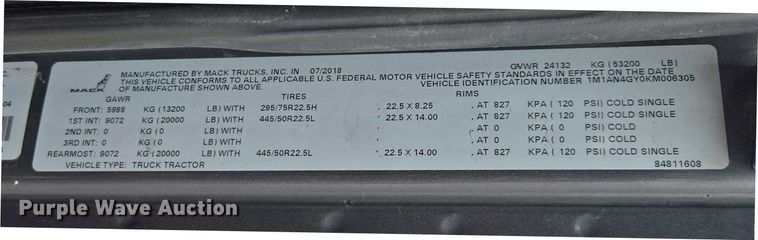 MANUFACTURED BY MACK TRUCKS, INC. IN 07/2018 GVWR 24132 KG (53200 LB)
THIS VEHICLE CONFORMS TO ALL APPLICABLE U.S. FEDERAL MOTOR VEHICLE SAFETY STANDARDS IN EFFECT ON THE DATE
OF MANUFACTURE SHOWN ABOVE. VEHICLE IDENTIFICATION NUMBER 1M1AN4GY0KM006305
MACK
GAWR TIRES RIMS
FRONT: 5988 KG (13200 LB) WITH 295/75R22.5H , 22.5 X 8.25 , AT 827 KPA ( 120 PSI) COLD SINGLE
1ST INT: 9072 KG (20000 LB) WITH 445/50R22.5L , 22.5 X 14.00 , AT 827 KPA ( 120 PSI) COLD SINGLE
2ND INT: 0 KG (0 LB) WITH , , AT 0 KPA ( 0 PSI) COLD
3RD INT: 0 KG (0 LB) WITH , , AT 0 KPA ( 0 PSI) COLD
REARMOST: 9072 KG (20000 LB) WITH 445/50R22.5L , 22.5 X 14.00 , AT 827 KPA ( 120 PSI) COLD SINGLE
VEHICLE TYPE: TRUCK TRACTOR 84811608
Purple Wave Auction